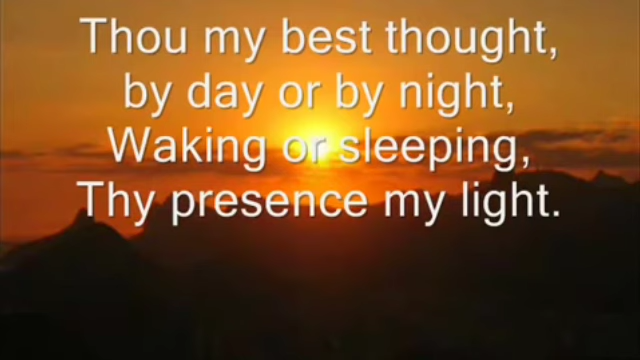 Thou my best thought,
by day or by night,
Waking or sleeping,
Thy presence my light.